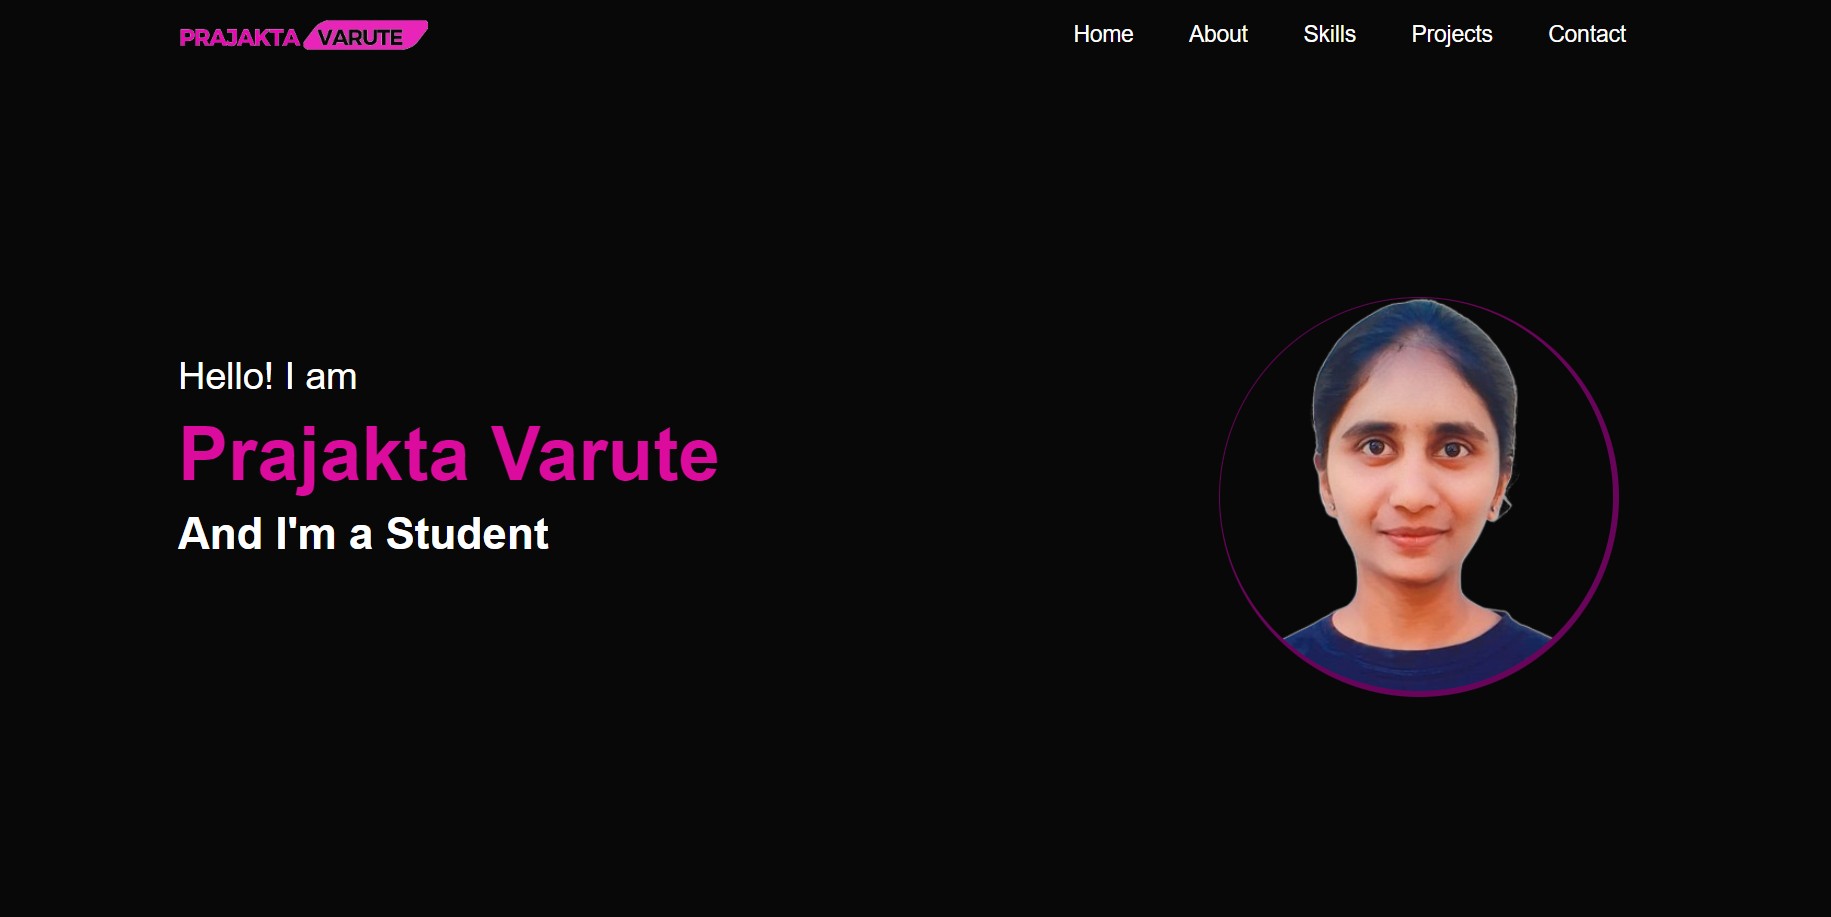 PRAJAKTA VARUTE
Home About Skills Projects Contact
Hello! I am
Prajakta Varute
And I'm a Student